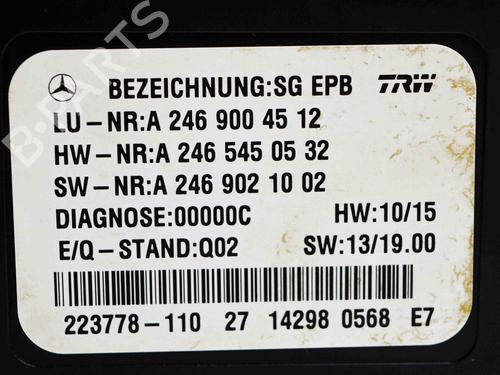 BEZEICHNUNG:SG EPB TRW
LU-NR:A 246 900 45 12
HW-NR:A 246 545 05 32
SW-NR:A 246 902 10 02
DIAGNOSE:00000C HW:10/15
E/Q-STAND:Q02 SW:13/19.00
223778-110 27 14298 0568 E7
B-PARTS